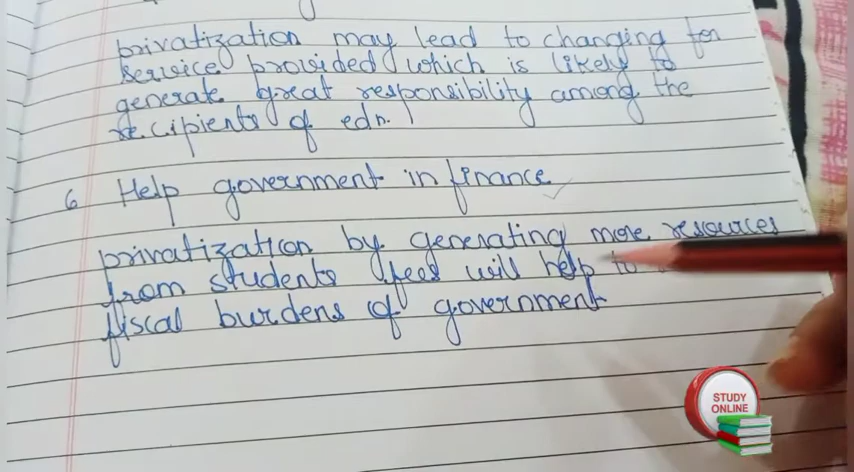 privatization may lead to changing for
service provided which is likely to
generate great responsibility among the
recipients of edn.
6 Help government in finance
privatization by generating more resources
from students fees will help to
fiscal burdens of government
STUDY
ONLINE